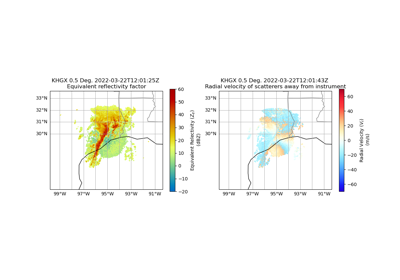 KHGX 0.5 Deg. 2022-03-22T12:01:25Z
Equivalent reflectivity factor
33°N
32°N
31°N
30°N
99°W 97°W 95°W 93°W 91°W
60
50
40
30
20
10
0
−10
−20
Equivalent Reflectivity (Zₑ)
(dBZ)
KHGX 0.5 Deg. 2022-03-22T12:01:43Z
Radial velocity of scatterers away from instrument
33°N
32°N
31°N
30°N
99°W 97°W 95°W 93°W 91°W
60
40
20
0
−20
−40
−60
Radial Velocity (Vᵣ)
(m/s)